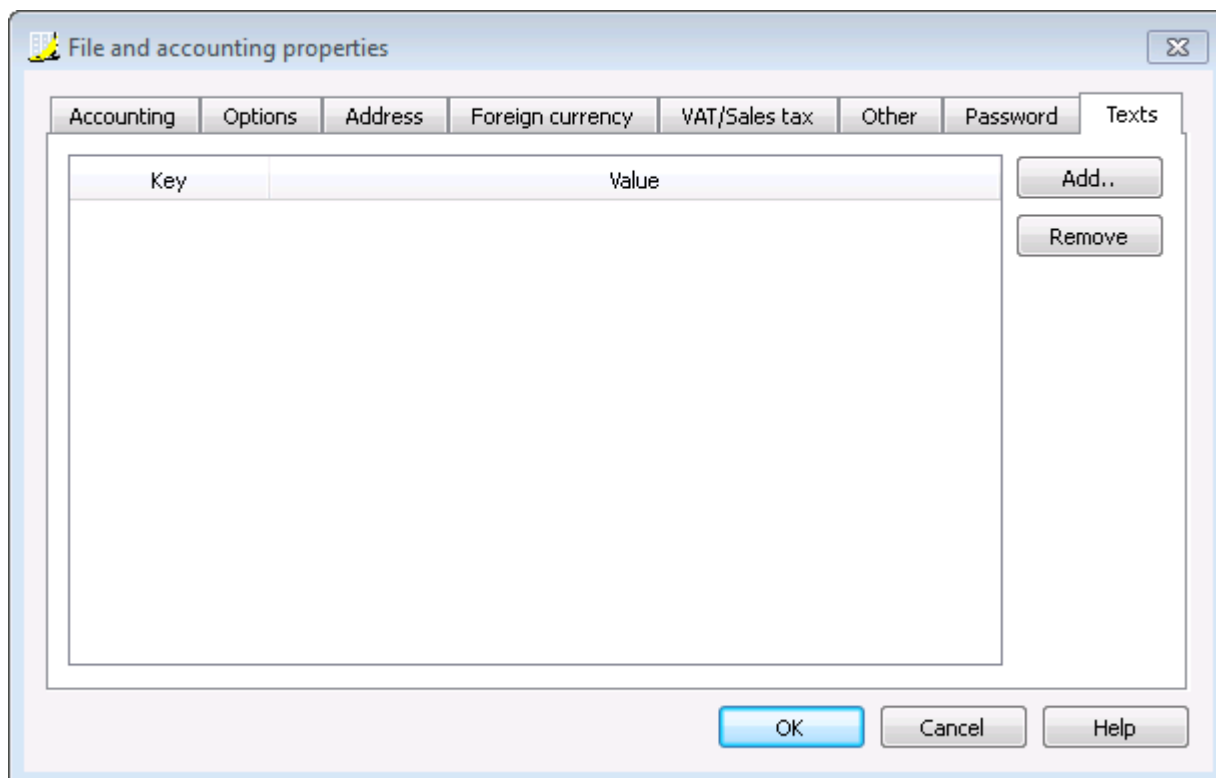 File and accounting properties
Accounting Options Address Foreign currency VAT/Sales tax Other Password Texts
Key Value Add..
Remove
OK Cancel Help